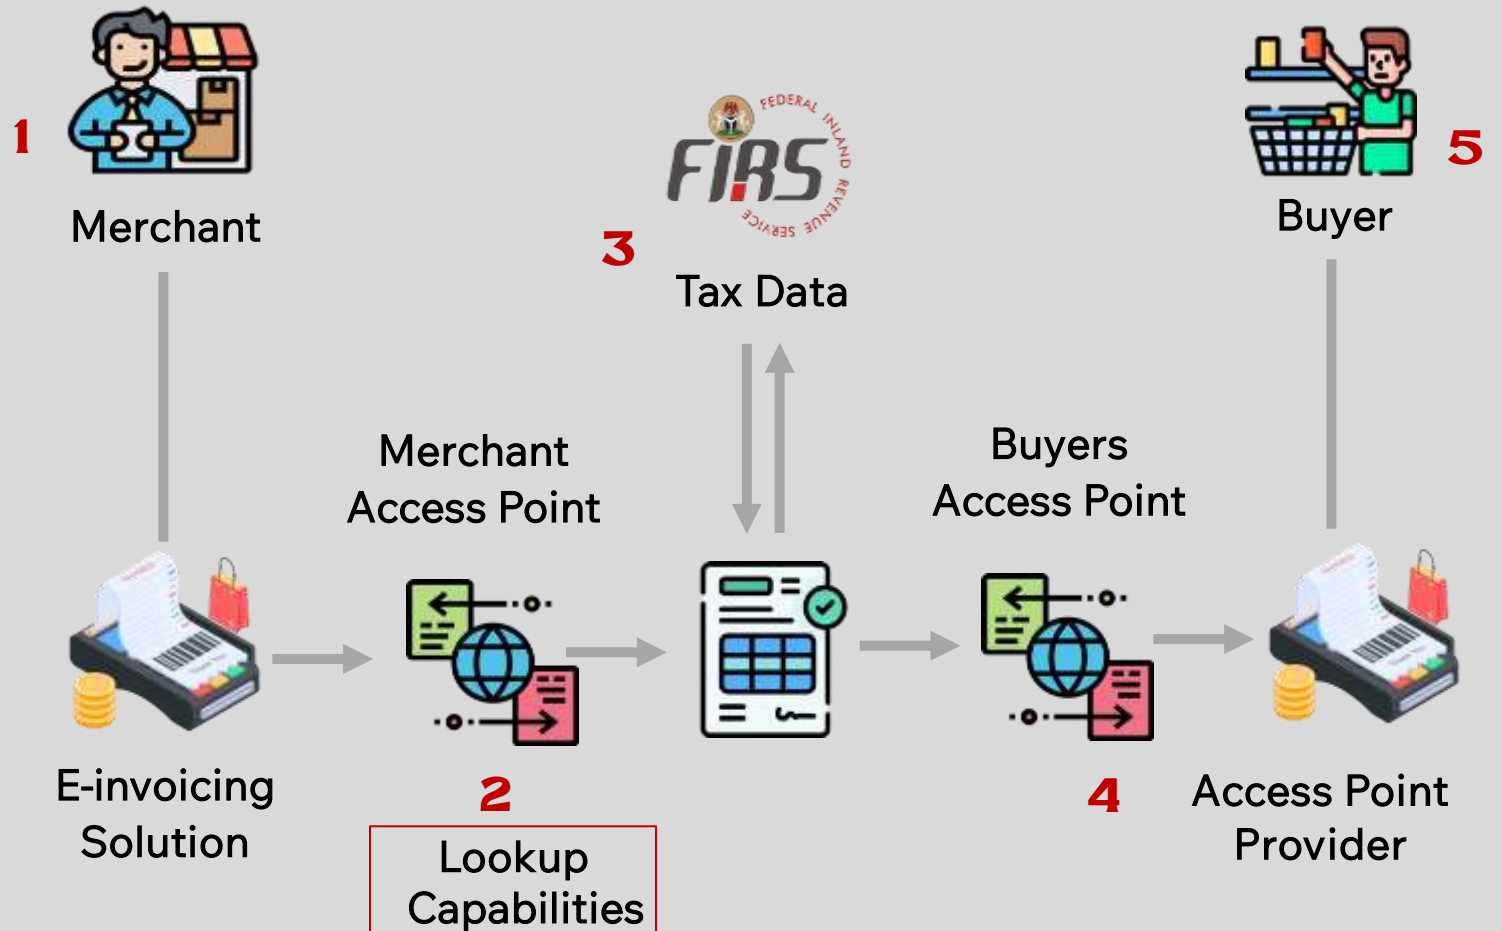 1
Merchant
FIRS
FEDERAL INLAND REVENUE SERVICE
3
Tax Data
5
Buyer
Merchant
Access Point
Buyers
Access Point
E-invoicing
Solution
2
Lookup
Capabilities
4
Access Point
Provider